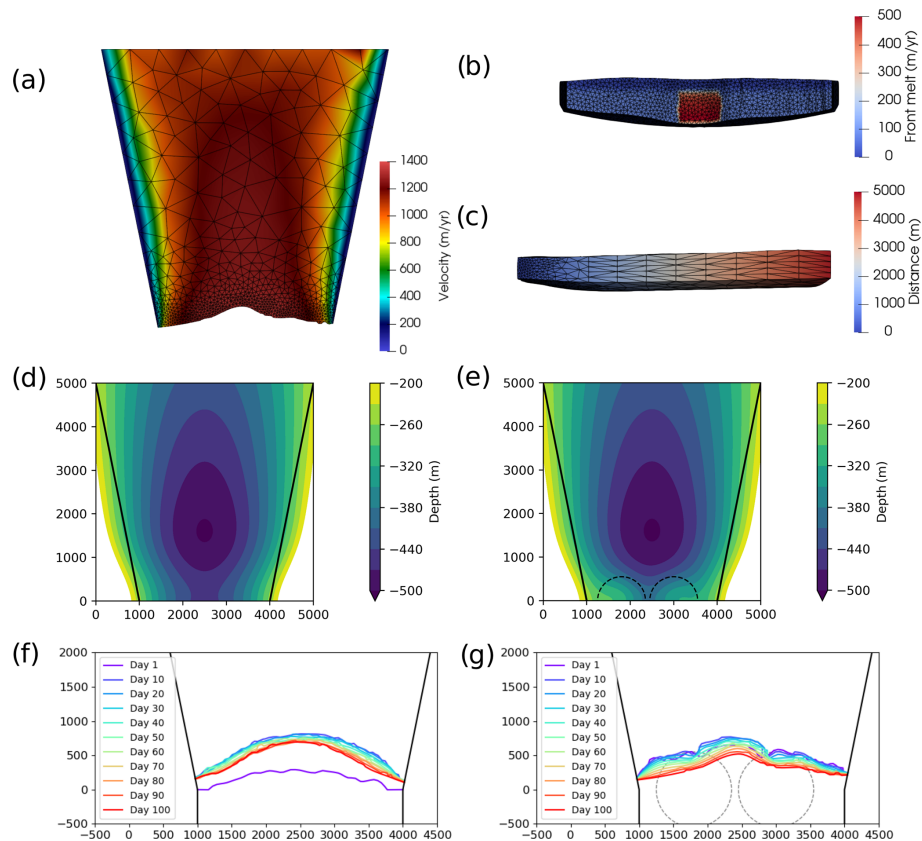 (a)
1400
1200
1000
800
600
400
200
0
Velocity (m/yr)
(b)
500
400
300
200
100
0
Front melt (m/yr)
(c)
5000
4000
3000
2000
1000
0
Distance (m)
(d)
5000
4000
3000
2000
1000
0
0 1000 2000 3000 4000 5000
−200
−260
−320
−380
−440
−500
Depth (m)
(e)
5000
4000
3000
2000
1000
0
0 1000 2000 3000 4000 5000
−200
−260
−320
−380
−440
−500
Depth (m)
(f)
2000
1500
1000
500
0
−500
−500 0 500 1000 1500 2000 2500 3000 3500 4000 4500
Day 1
Day 10
Day 20
Day 30
Day 40
Day 50
Day 60
Day 70
Day 80
Day 90
Day 100
(g)
2000
1500
1000
500
0
−500
−500 0 500 1000 1500 2000 2500 3000 3500 4000 4500
Day 1
Day 10
Day 20
Day 30
Day 40
Day 50
Day 60
Day 70
Day 80
Day 90
Day 100